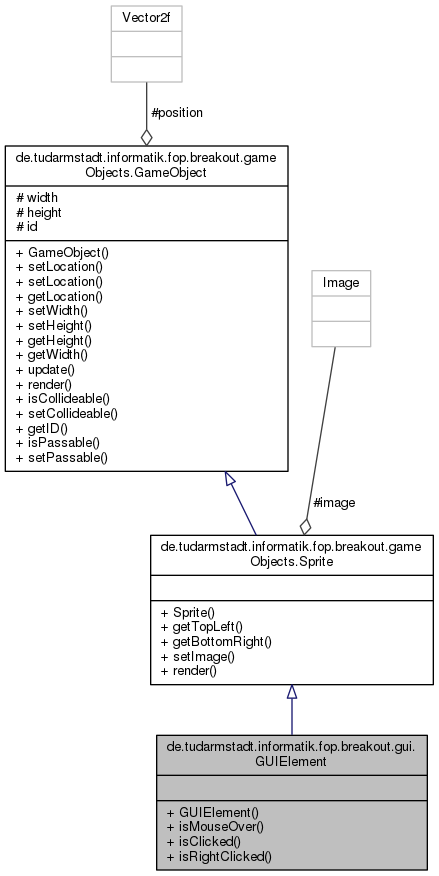 Vector2f
#position
de.tudarmstadt.informatik.fop.breakout.game
Objects.GameObject
# width
# height
# id
+ GameObject()
+ setLocation()
+ setLocation()
+ getLocation()
+ setWidth()
+ setHeight()
+ getHeight()
+ getWidth()
+ update()
+ render()
+ isCollideable()
+ setCollideable()
+ getID()
+ isPassable()
+ setPassable()
Image
#image
de.tudarmstadt.informatik.fop.breakout.game
Objects.Sprite
+ Sprite()
+ getTopLeft()
+ getBottomRight()
+ setImage()
+ render()
de.tudarmstadt.informatik.fop.breakout.gui.
GUIElement
+ GUIElement()
+ isMouseOver()
+ isClicked()
+ isRightClicked()